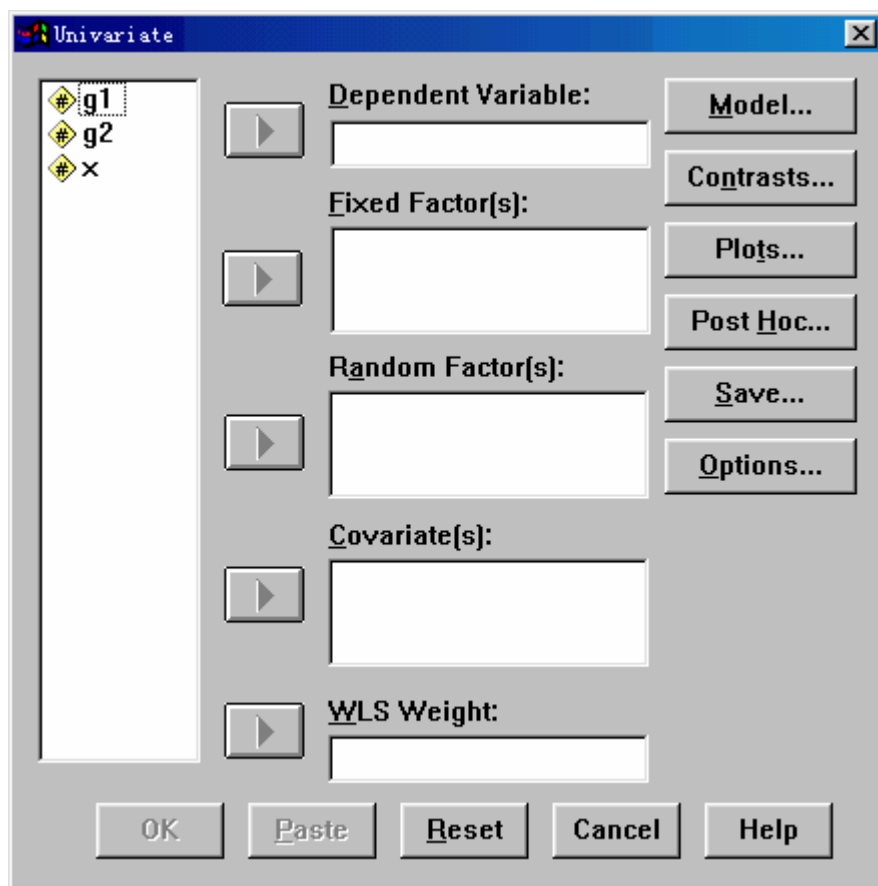 Univariate
# g1
# g2
# x
Dependent Variable:
Fixed Factor(s):
Random Factor(s):
Covariate(s):
WLS Weight:
Model...
Contrasts...
Plots...
Post Hoc...
Save...
Options...
OK
Paste
Reset
Cancel
Help